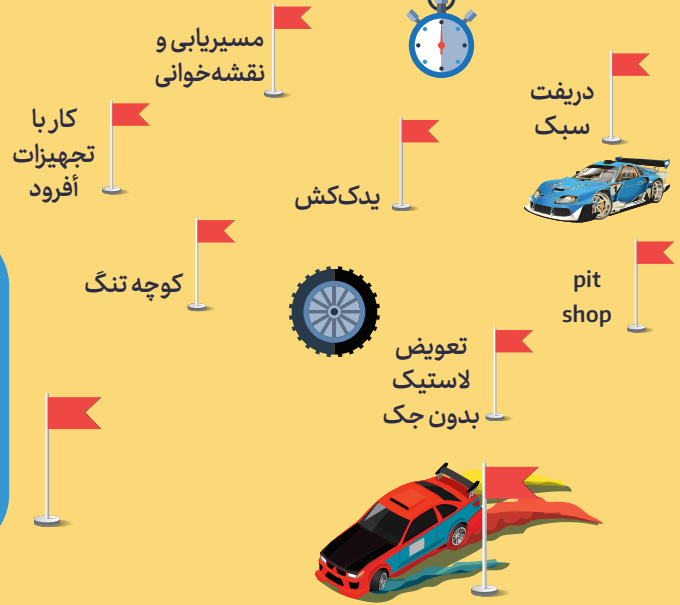 مسیریابی و
نقشه‌خوانی
دریفت
سبک
کار با
تجهیزات
أفرود
یدک‌کش
کوچه تنگ
pit
shop
تعویض
لاستیک
بدون جک